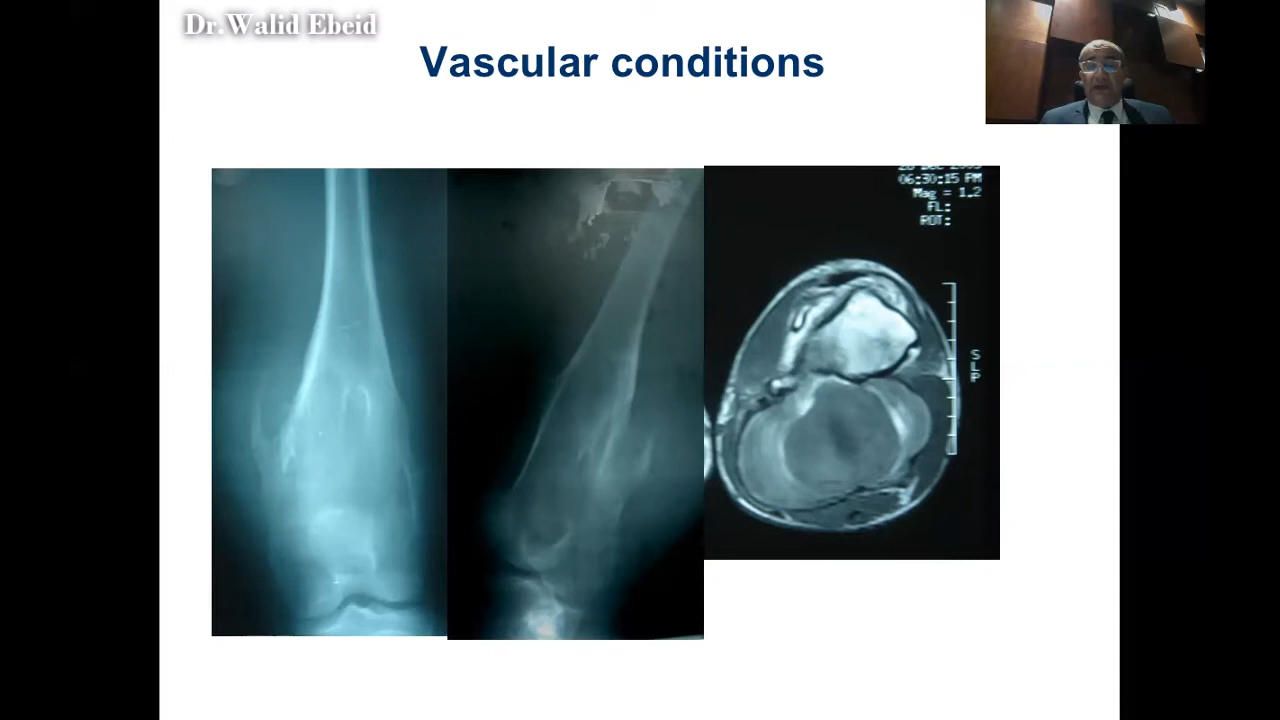 Dr.Walid Ebeid
Vascular conditions
06:30:15 PM
Mag = 1.2
FL:
ROT:
S
L
P